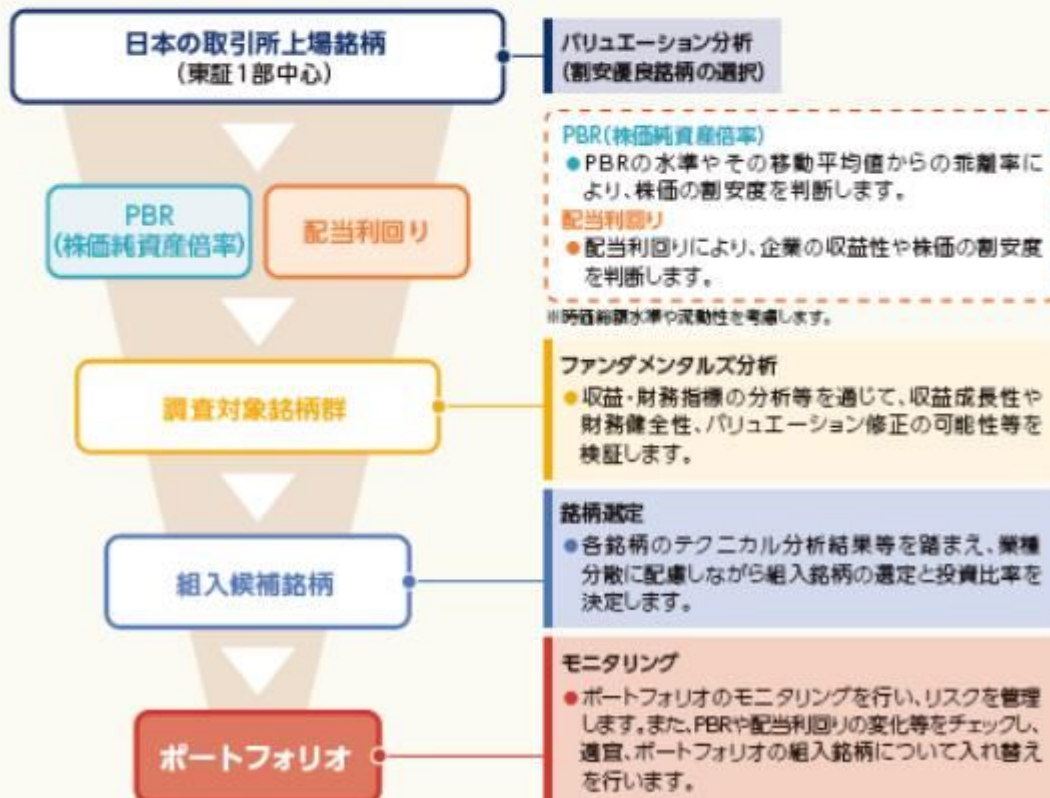 日本の取引所上場銘柄
(東証1部中心)
バリュエーション分析
(割安優良銘柄の選択)
PBR
(株価純資産倍率)
配当利回り
PBR(株価純資産倍率)
●PBRの水準やその移動平均値からの乖離率に
より、株価の割安度を判断します。
配当利回り
●配当利回りにより、企業の収益性や株価の割安度
を判断します。
※時価総額水準や流動性を考慮します。
調査対象銘柄群
ファンダメンタルズ分析
●収益・財務指標の分析等を通じて、収益成長性や
財務健全性、バリュエーション修正の可能性等を
検証します。
組入候補銘柄
銘柄選定
●各銘柄のテクニカル分析結果等を踏まえ、業種
分散に配慮しながら組入銘柄の選定と投資比率を
決定します。
ポートフォリオ
モニタリング
●ポートフォリオのモニタリングを行い、リスクを管理
します。また、PBRや配当利回りの変化等をチェックし、
適宜、ポートフォリオの組入銘柄について入れ替え
を行います。